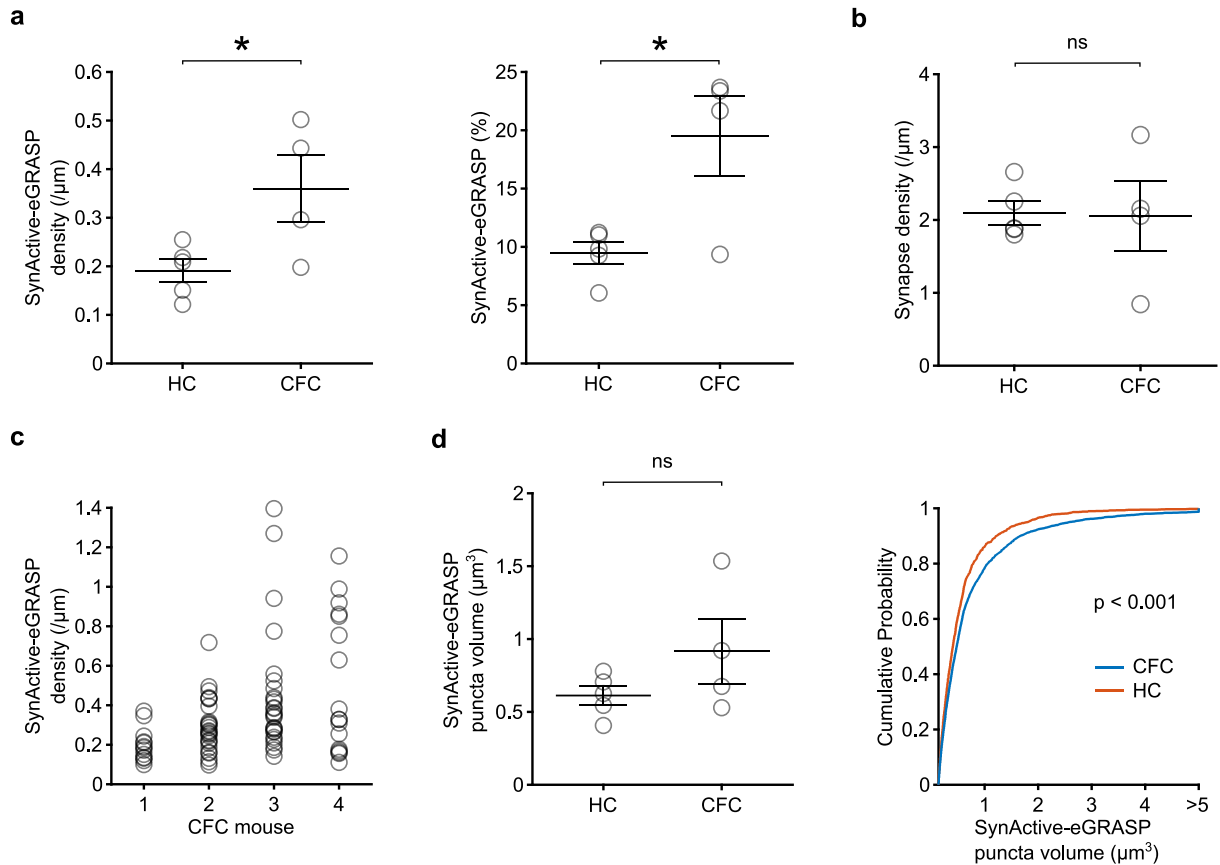 a
*
SynActive-eGRASP
density (/µm)
0.6
0.5
0.4
0.3
0.2
0.1
0
HC
CFC
*
SynActive-eGRASP (%)
25
20
15
10
5
0
HC
CFC
b
ns
Synapse density (/µm)
4
3
2
1
0
HC
CFC
c
SynActive-eGRASP
density (/µm)
1.4
1.2
1
0.8
0.6
0.4
0.2
0
1 2 3 4
CFC mouse
d
ns
SynActive-eGRASP
puncta volume (µm³)
2
1.5
1
0.5
0
HC
CFC
Cumulative Probability
1
0.8
0.6
0.4
0.2
0
p < 0.001
CFC
HC
1 2 3 4 >5
SynActive-eGRASP
puncta volume (µm³)